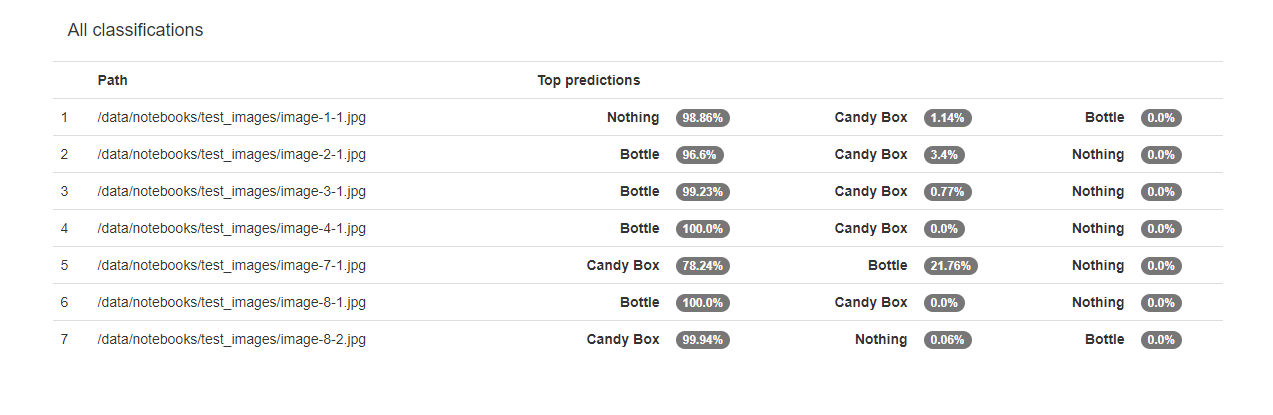 All classifications
Path Top predictions
1 /data/notebooks/test_images/image-1-1.jpg Nothing 98.86% Candy Box 1.14% Bottle 0.0%
2 /data/notebooks/test_images/image-2-1.jpg Bottle 96.6% Candy Box 3.4% Nothing 0.0%
3 /data/notebooks/test_images/image-3-1.jpg Bottle 99.23% Candy Box 0.77% Nothing 0.0%
4 /data/notebooks/test_images/image-4-1.jpg Bottle 100.0% Candy Box 0.0% Nothing 0.0%
5 /data/notebooks/test_images/image-7-1.jpg Candy Box 78.24% Bottle 21.76% Nothing 0.0%
6 /data/notebooks/test_images/image-8-1.jpg Bottle 100.0% Candy Box 0.0% Nothing 0.0%
7 /data/notebooks/test_images/image-8-2.jpg Candy Box 99.94% Nothing 0.06% Bottle 0.0%